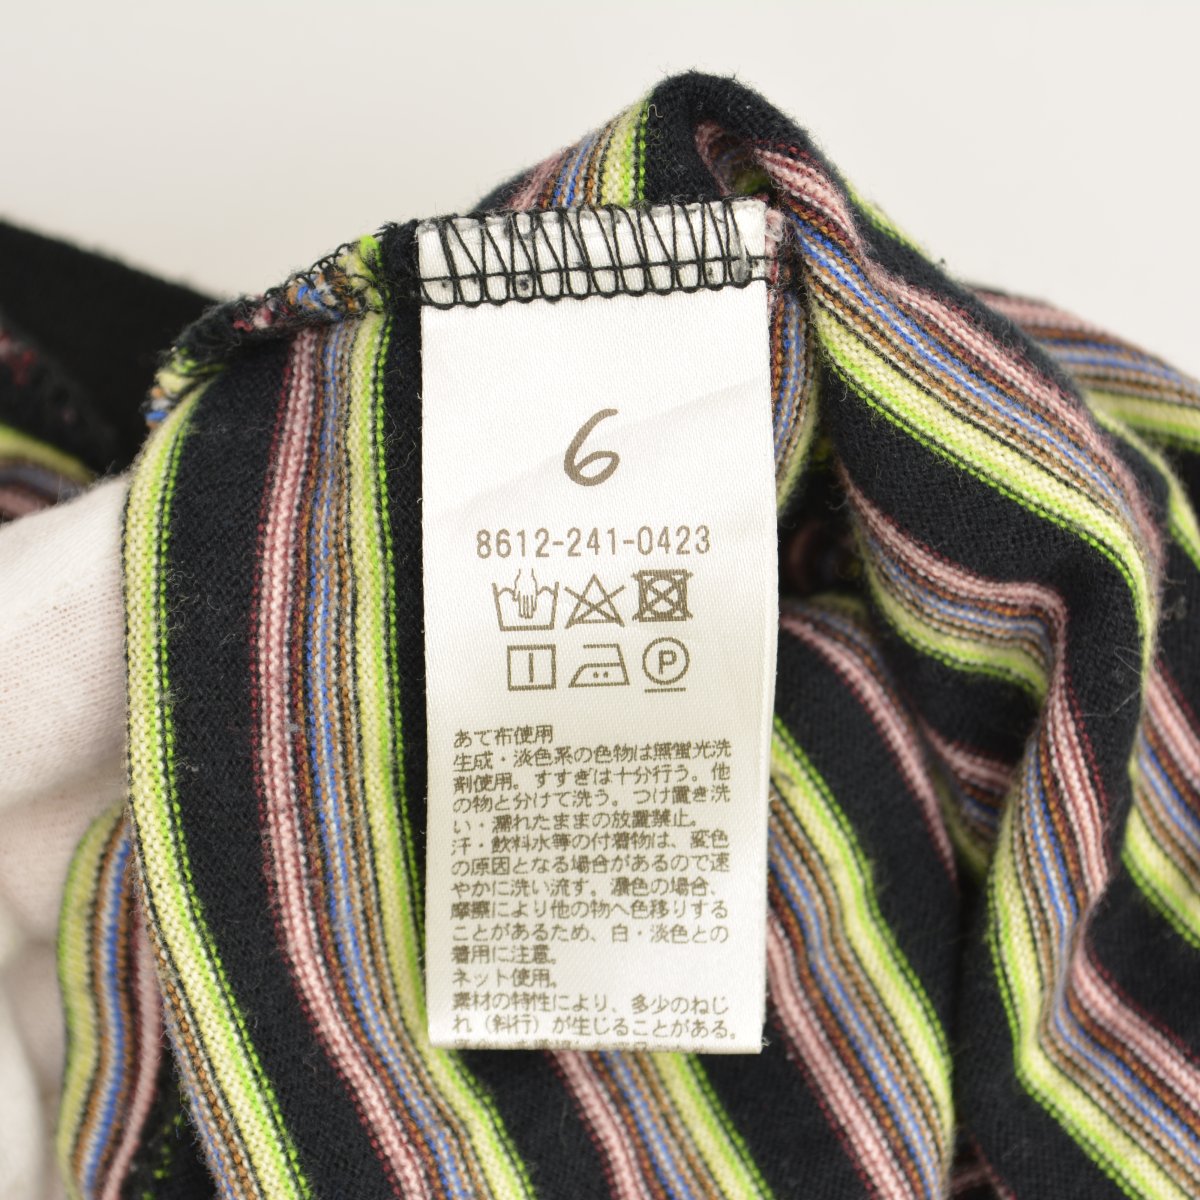 6
8612-241-0423
P
あて布使用
生成・淡色系の色物は無蛍光洗
剤使用。すすぎは十分行う。他
の物と分けて洗う。つけ置き洗
い・濡れたままの放置禁止。
汗・飲料水等の付着物は、変色
の原因となる場合があるので速
やかに洗い流す。濃色の場合、
摩擦により他の物へ色移りする
ことがあるため、白・淡色との
着用に注意。
ネット使用。
素材の特性により、多少のねじ
れ（斜行）が生じることがある。